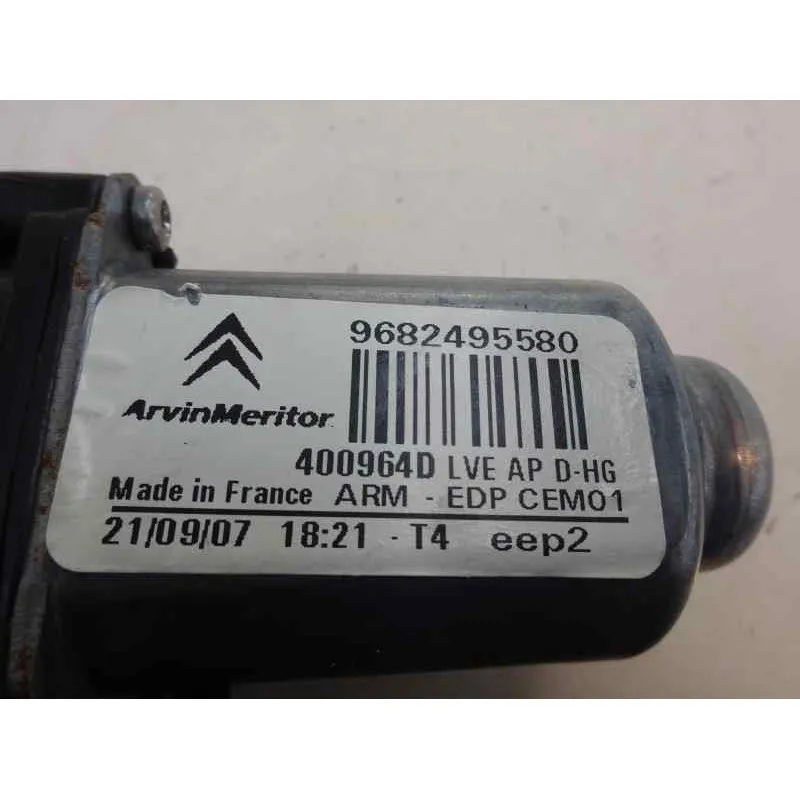 9682495580
ArvinMeritor
400964D LVE AP D-HG
Made in France ARM - EDP CEM01
21/09/07 18:21 - T4 eep2